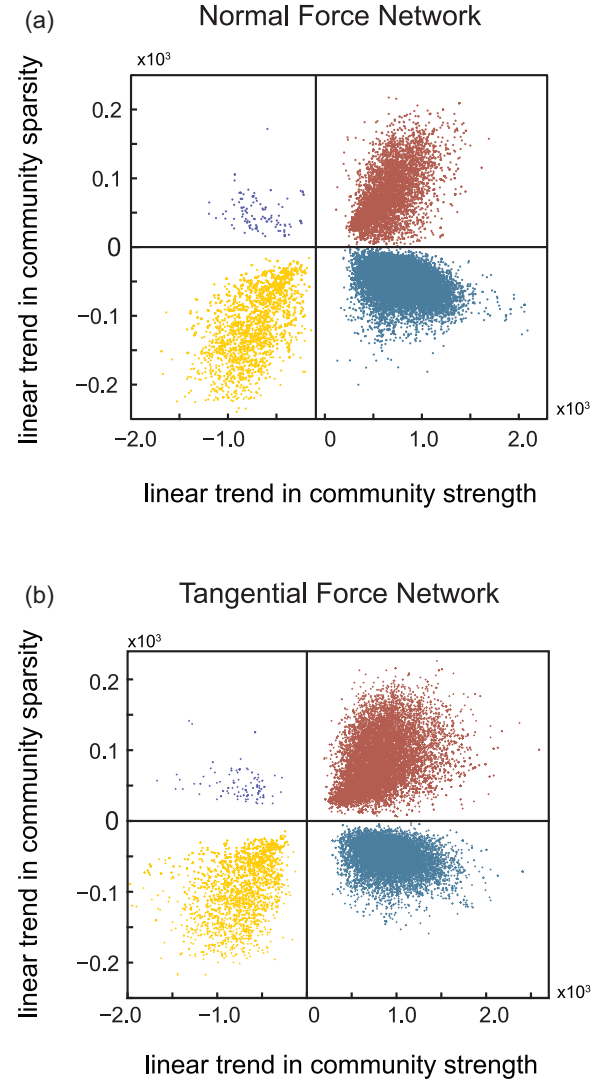 (a) Normal Force Network
x10³
linear trend in community sparsity
0.2
0.1
0
−0.1
−0.2
−2.0 −1.0 0 1.0 2.0
x10³
linear trend in community strength
(b) Tangential Force Network
x10³
linear trend in community sparsity
0.2
0.1
0
−0.1
−0.2
x10³
−2.0 −1.0 0 1.0 2.0
linear trend in community strength